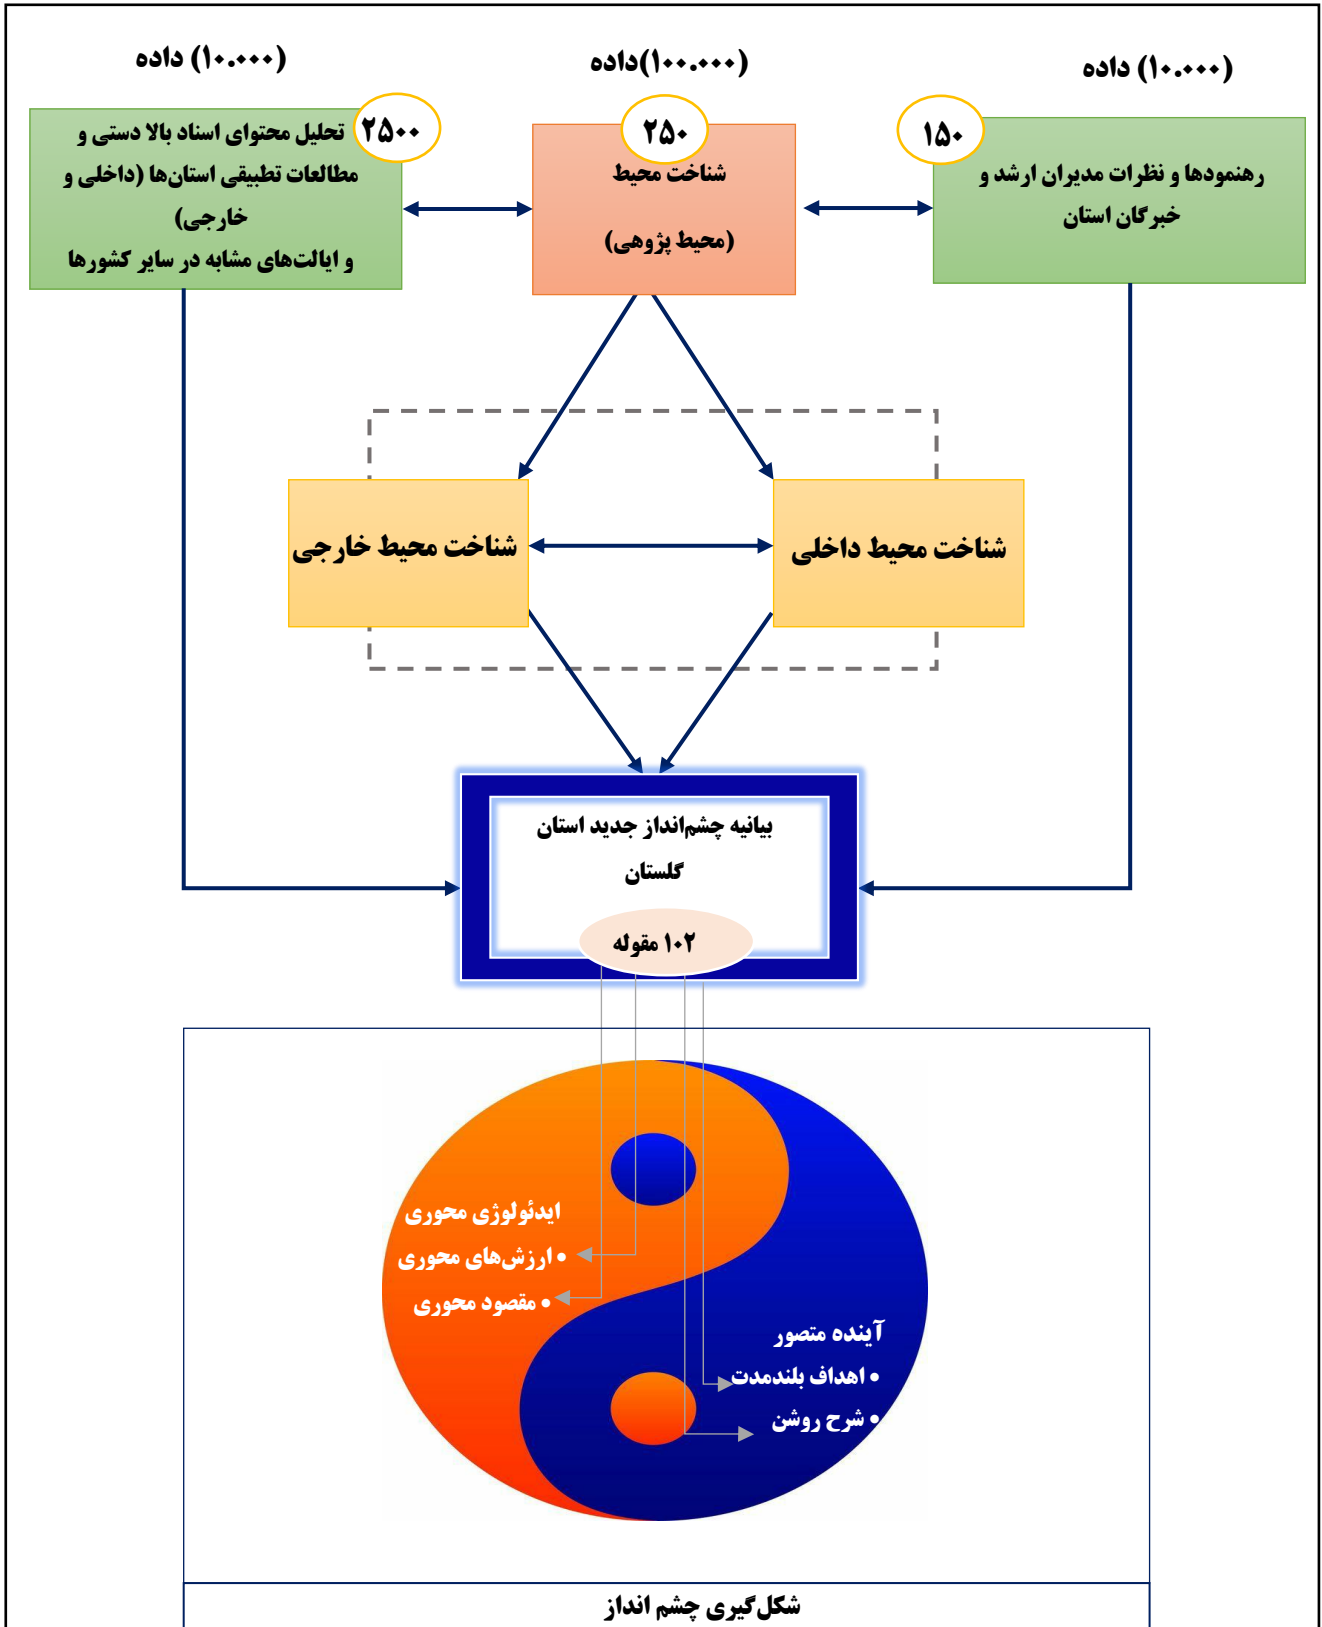 (۱۰.۰۰۰) داده
(۱۰۰.۰۰۰)داده
(۱۰.۰۰۰) داده
۱۵۰
رهنمودها و نظرات مدیران ارشد و
خبرگان استان
۲۵۰
شناخت محیط
(محیط پژوهی)
۲۵۰۰
تحلیل محتوای اسناد بالا دستی و
مطالعات تطبیقی استان‌ها (داخلی و
خارجی)
و ایالت‌های مشابه در سایر کشورها
شناخت محیط داخلی
شناخت محیط خارجی
بیانیه چشم‌انداز جدید استان
گلستان
۱۰۲ مقوله
ایدئولوژی محوری
• ارزش‌های محوری
• مقصود محوری
آینده متصور
• اهداف بلندمدت
• شرح روشن
شکل‌گیری چشم انداز